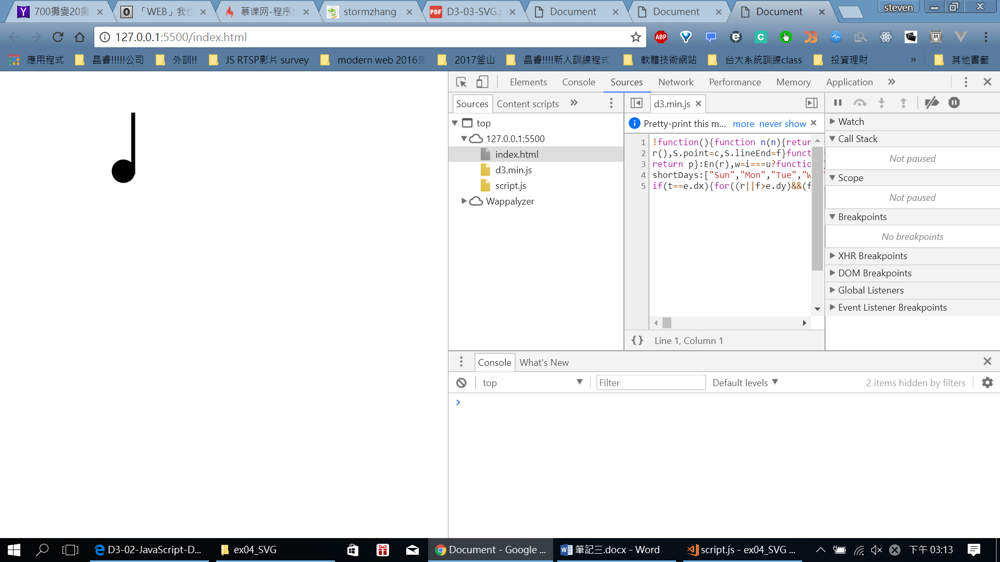 700攤變20攤
「WEB」我也
慕课网-程序员
stormzhang
D3-03-SVG.p
Document
Document
Document
steven
127.0.0.1:5500/index.html
應用程式
晶睿!!!!!公司
外訓!!
JS RTSP影片 survey
modern web 2016外
2017釜山
晶睿!!!!新人訓練程式
軟體技術網站
台大系統訓練class
投資理財
»
其他書籤
Elements
Console
Sources
Network
Performance
Memory
Application
»
Sources
Content scripts
»
d3.min.js
top
127.0.0.1:5500
index.html
d3.min.js
script.js
Wappalyzer
Pretty-print this m...
more
never show
1 !function(){function n(n){retur
2 r(),S.point=c,S.lineEnd=f}funct
3 return p}:En(r),w=i===u?functio
4 shortDays:["Sun","Mon","Tue","W
5 if(t==e.dx){for((r||f>e.dy)&&(f
{}
Line 1, Column 1
Watch
Call Stack
Not paused
Scope
Not paused
Breakpoints
No breakpoints
XHR Breakpoints
DOM Breakpoints
Global Listeners
Event Listener Breakpoints
Console
What's New
top
Filter
Default levels
2 items hidden by filters
D3-02-JavaScript-D...
ex04_SVG
Document - Google ...
筆記三.docx - Word
script.js - ex04_SVG ...
下午 03:13